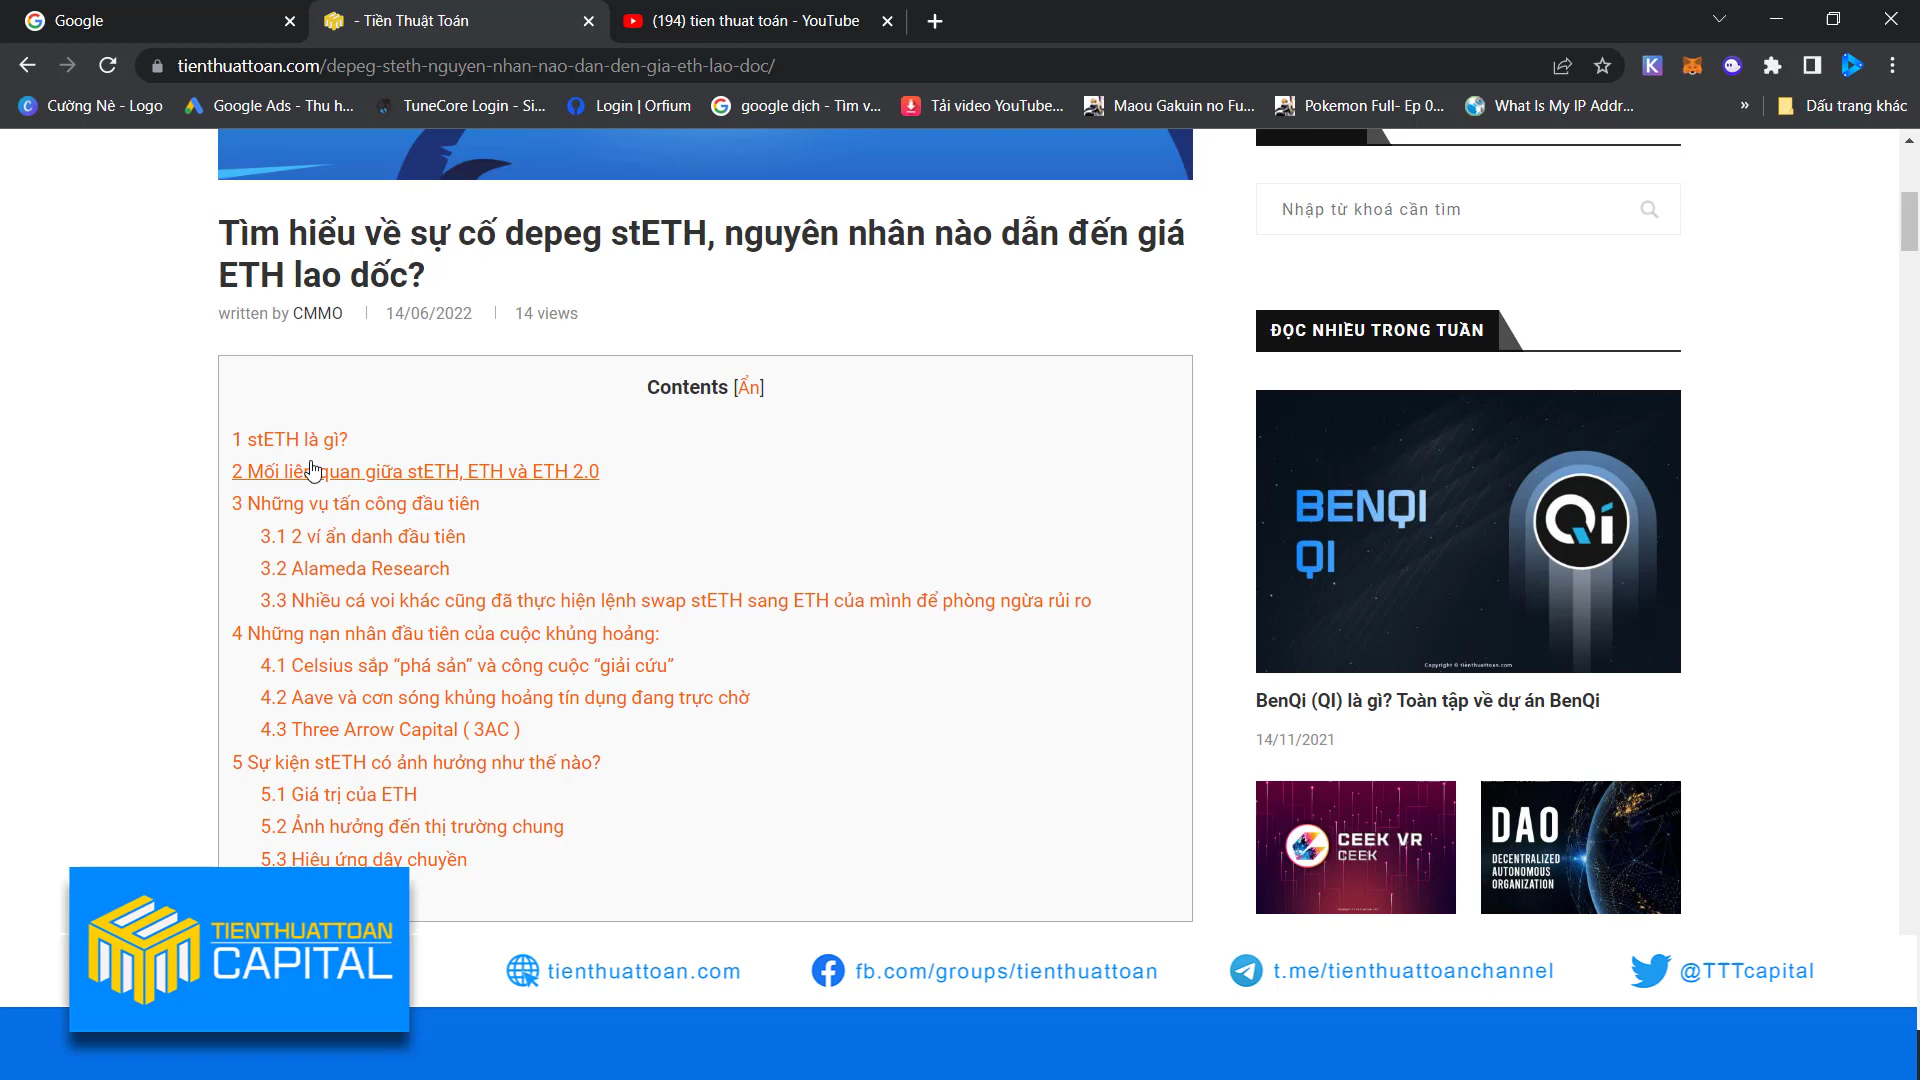 Google
- Tiền Thuật Toán
(194) tien thuat toán - YouTube
tienthuattoan.com/depeg-steth-nguyen-nhan-nao-dan-den-gia-eth-lao-doc/
Cường Nè - Logo
Google Ads - Thu h...
TuneCore Login - Si...
Login | Orfium
google dịch - Tìm v...
Tải video YouTube...
Maou Gakuin no Fu...
Pokemon Full- Ep 0...
What Is My IP Addr...
»
Dấu trang khác
Tìm hiểu về sự cố depeg stETH, nguyên nhân nào dẫn đến giá
ETH lao dốc?
written by CMMO
14/06/2022
14 views
Contents [Ẩn]
1 stETH là gì?
2 Mối liên quan giữa stETH, ETH và ETH 2.0
3 Những vụ tấn công đầu tiên
3.1 2 ví ẩn danh đầu tiên
3.2 Alameda Research
3.3 Nhiều cá voi khác cũng đã thực hiện lệnh swap stETH sang ETH của mình để phòng ngừa rủi ro
4 Những nạn nhân đầu tiên của cuộc khủng hoảng:
4.1 Celsius sắp “phá sản” và công cuộc “giải cứu”
4.2 Aave và cơn sóng khủng hoảng tín dụng đang trực chờ
4.3 Three Arrow Capital ( 3AC )
5 Sự kiện stETH có ảnh hưởng như thế nào?
5.1 Giá trị của ETH
5.2 Ảnh hưởng đến thị trường chung
5.3 Hiệu ứng dây chuyền
Nhập từ khoá cần tìm
ĐỌC NHIỀU TRONG TUẦN
BENQI
QI
Qi
Copyright © tienthuattoan.com
BenQi (QI) là gì? Toàn tập về dự án BenQi
14/11/2021
CEEK VR
CEEK
DAO
DECENTRALIZED
AUTONOMOUS
ORGANIZATION
TIENTHUATTOAN
CAPITAL
tienthuattoan.com
fb.com/groups/tienthuattoan
t.me/tienthuattoanchannel
@TTTcapital